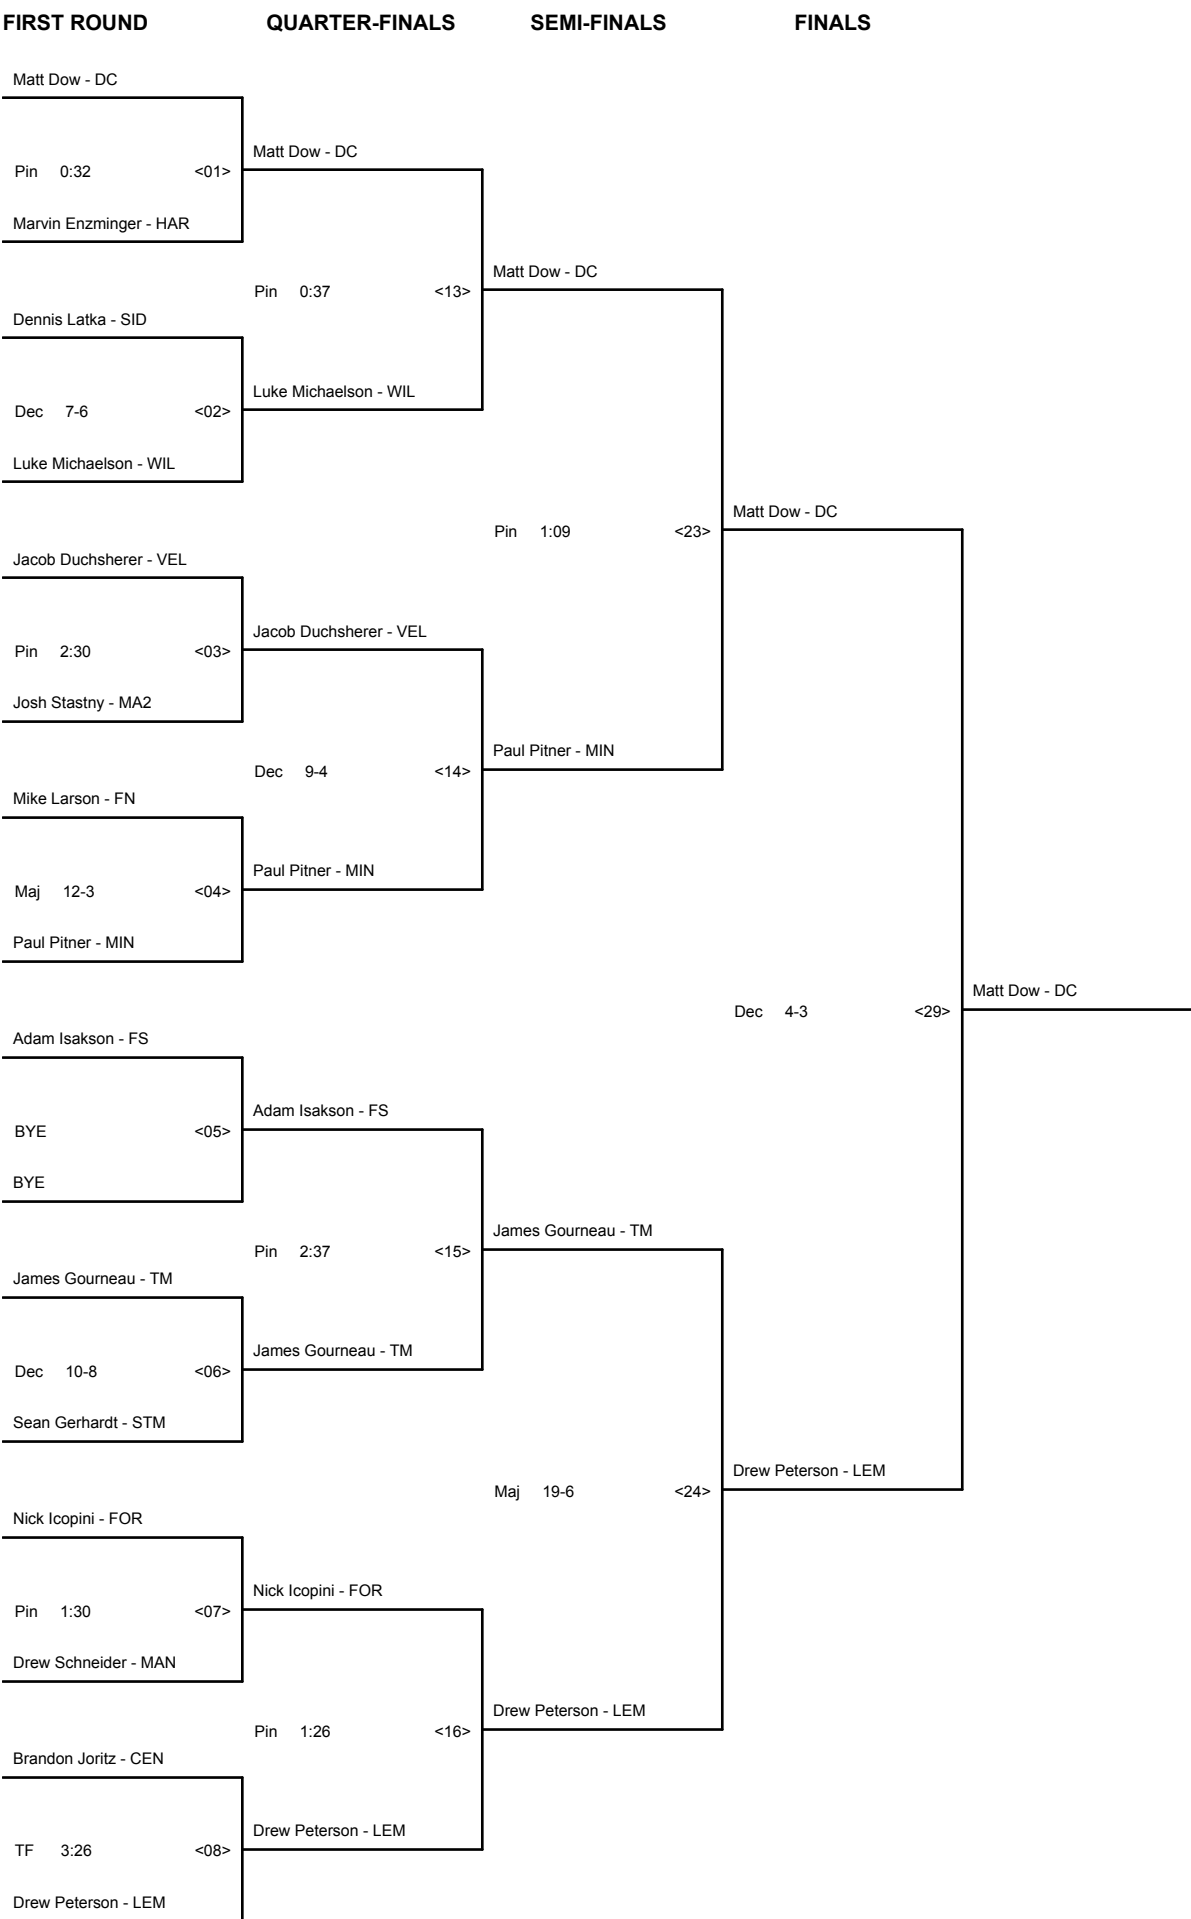 FIRST ROUND QUARTER-FINALS SEMI-FINALS FINALS
Matt Dow - DC
Matt Dow - DC
Pin 0:32 <01>
Marvin Enzminger - HAR
Matt Dow - DC
Pin 0:37 <13>
Dennis Latka - SID
Luke Michaelson - WIL
Dec 7-6 <02>
Luke Michaelson - WIL
Matt Dow - DC
Pin 1:09 <23>
Jacob Duchsherer - VEL
Jacob Duchsherer - VEL
Pin 2:30 <03>
Josh Stastny - MA2
Paul Pitner - MIN
Dec 9-4 <14>
Mike Larson - FN
Paul Pitner - MIN
Maj 12-3 <04>
Paul Pitner - MIN
Matt Dow - DC
Dec 4-3 <29>
Adam Isakson - FS
Adam Isakson - FS
BYE <05>
BYE
James Gourneau - TM
Pin 2:37 <15>
James Gourneau - TM
James Gourneau - TM
Dec 10-8 <06>
Sean Gerhardt - STM
Drew Peterson - LEM
Maj 19-6 <24>
Nick Icopini - FOR
Nick Icopini - FOR
Pin 1:30 <07>
Drew Schneider - MAN
Drew Peterson - LEM
Pin 1:26 <16>
Brandon Joritz - CEN
Drew Peterson - LEM
TF 3:26 <08>
Drew Peterson - LEM